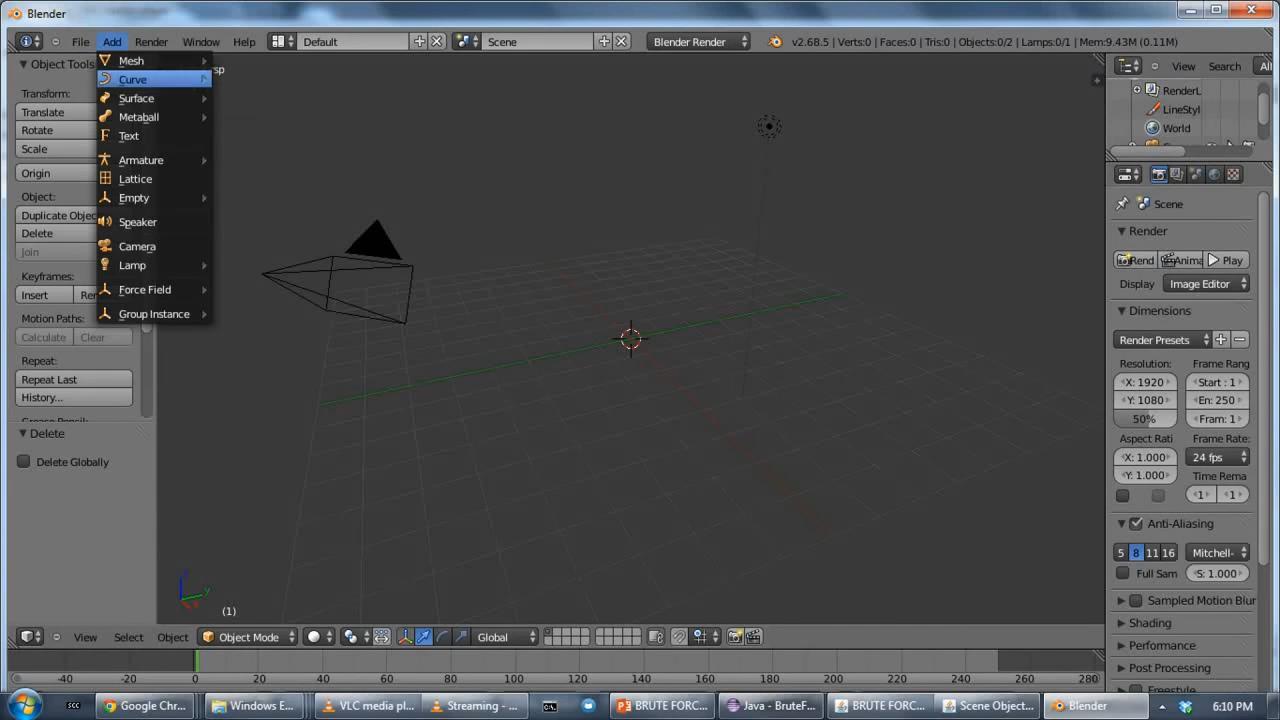 Blender
File Add Render Window Help Default Scene Blender Render v2.68.5 | Verts:0 | Faces:0 | Tris:0 | Objects:0/2 | Lamps:0/1 | Mem:9.43M (0.11M)
Object Tools
Transform:
Translate
Rotate
Scale
Origin
Object:
Duplicate Objec
Delete
Join
Keyframes:
Insert
Motion Paths:
Calculate Clear
Repeat:
Repeat Last
History...
Grease Pencil:
Delete
Delete Globally
Mesh
Curve
Surface
Metaball
Text
Armature
Lattice
Empty
Speaker
Camera
Lamp
Force Field
Group Instance
sp
(1)
z
y
View Select Object Object Mode Global
View Search All
RenderL
LineStyl
World
Scene
Render
Rend Anima Play
Display Image Editor
Dimensions
Render Presets
Resolution: Frame Rang
X: 1920 Start: 1
Y: 1080 En: 250
50% Fram: 1
Aspect Rati Frame Rate:
X: 1.000 24 fps
Y: 1.000 Time Rema
1 1
Anti-Aliasing
5 8 11 16 Mitchell-
Full Sam S: 1.000
Sampled Motion Blur
Shading
Performance
Post Processing
Freestyle
-40 -20 0 20 40 60 80 100 120 140 160 180 200 220 240 260 280
Google Chr... Windows E... VLC media pl... Streaming - ... BRUTE FORC... Java - BruteF... BRUTE FORC... Scene Object... Blender 6:10 PM